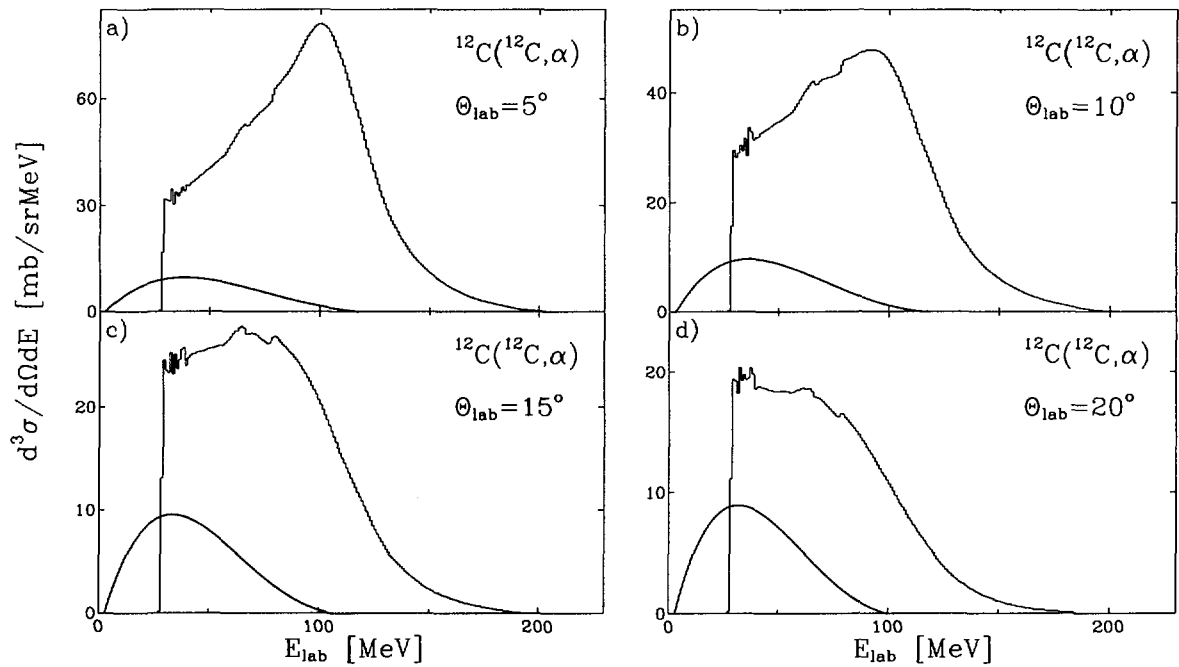 a)
¹²C(¹²C,α)
Θlab=5°
60
30
0
b)
¹²C(¹²C,α)
Θlab=10°
40
20
0
d³σ/dΩdE [mb/srMeV]
c)
¹²C(¹²C,α)
Θlab=15°
20
10
0
0 100 200
Elab [MeV]
d)
¹²C(¹²C,α)
Θlab=20°
20
10
0
0 100 200
Elab [MeV]